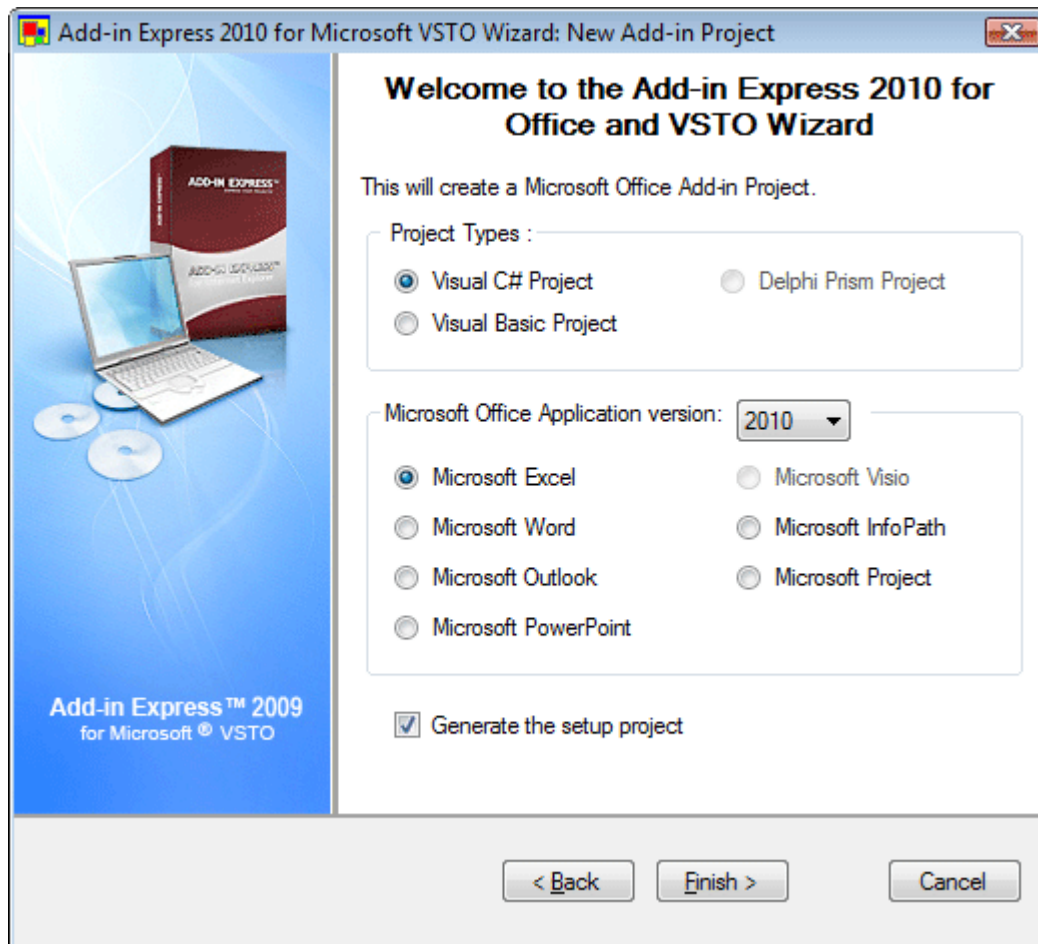 Add-in Express 2010 for Microsoft VSTO Wizard: New Add-in Project
Welcome to the Add-in Express 2010 for
Office and VSTO Wizard
This will create a Microsoft Office Add-in Project.
Project Types :
Visual C# Project
Delphi Prism Project
Visual Basic Project
Microsoft Office Application version:
2010
Microsoft Excel
Microsoft Visio
Microsoft Word
Microsoft InfoPath
Microsoft Outlook
Microsoft Project
Microsoft PowerPoint
Generate the setup project
ADD-IN EXPRESS™
ADD-IN EXPRESS™
Add-in Express™ 2009
for Microsoft ® VSTO
< Back
Finish >
Cancel